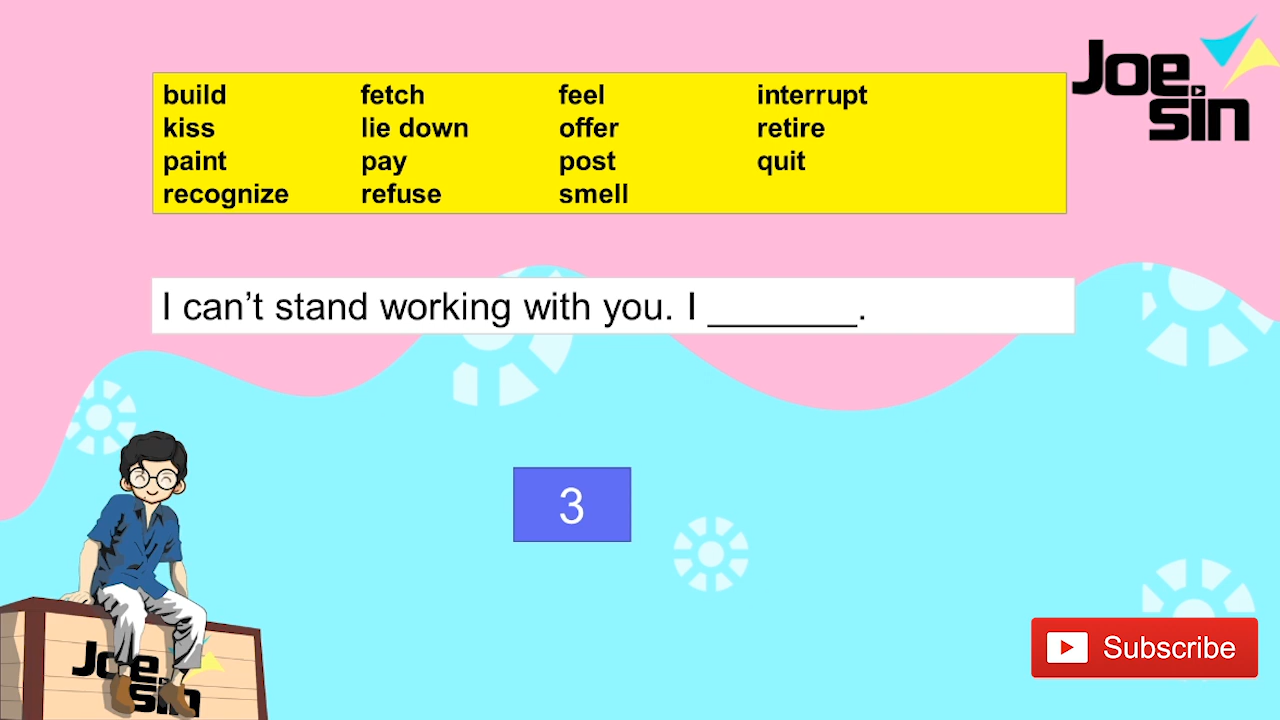 Joe
sin
build fetch feel interrupt
kiss lie down offer retire
paint pay post quit
recognize refuse smell
I can’t stand working with you. I _______.
3
Subscribe
Joe
sin